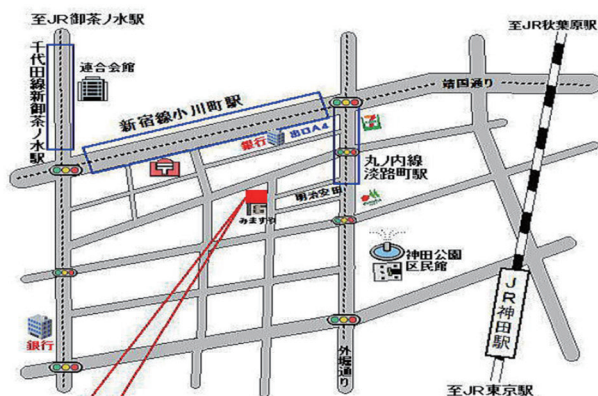 至JR御茶ノ水駅
至JR秋葉原駅
千代田線新御茶ノ水駅
連合会館
靖国通り
新宿線小川町駅
銀行
出口A4
丸ノ内線
淡路町駅
明治安田
みますや
神田公園
区民館
銀行
外堀通り
JR神田駅
至JR東京駅